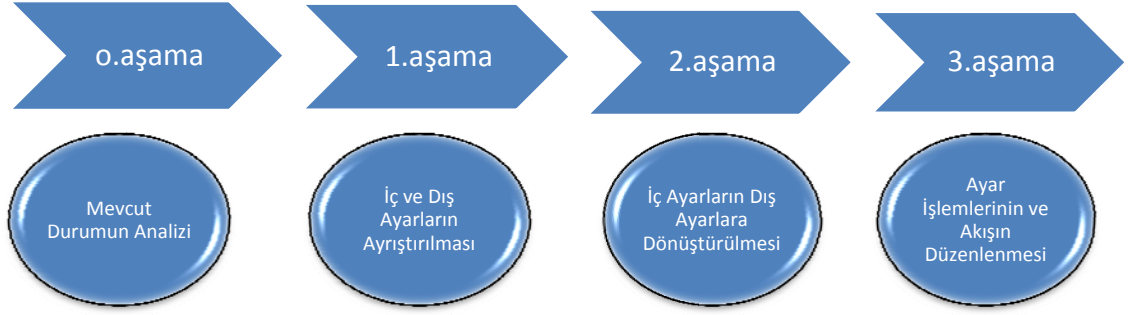 o.aşama
1.aşama
2.aşama
3.aşama
Mevcut
Durumun Analizi
İç ve Dış
Ayarların
Ayrıştırılması
İç Ayarların Dış
Ayarlara
Dönüştürülmesi
Ayar
İşlemlerinin ve
Akışın
Düzenlenmesi